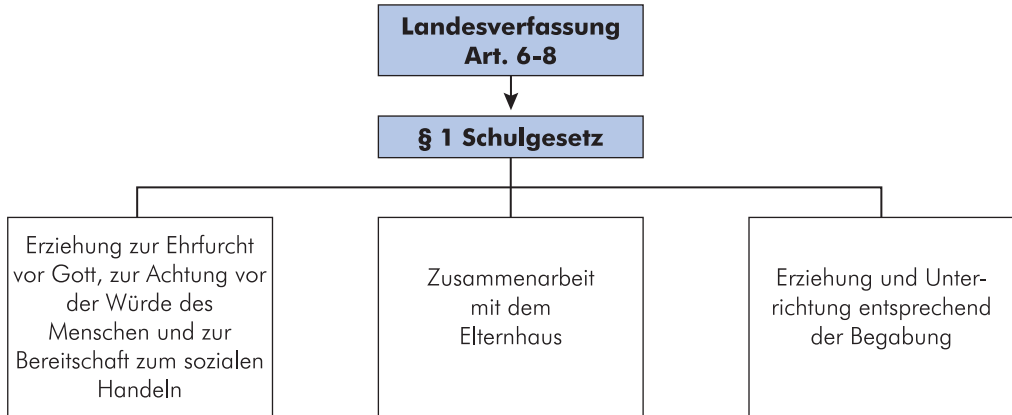 Landesverfassung
Art. 6-8
§ 1 Schulgesetz
Erziehung zur Ehrfurcht
vor Gott, zur Achtung vor
der Würde des
Menschen und zur
Bereitschaft zum sozialen
Handeln
Zusammenarbeit
mit dem
Elternhaus
Erziehung und Unter-
richtung entsprechend
der Begabung